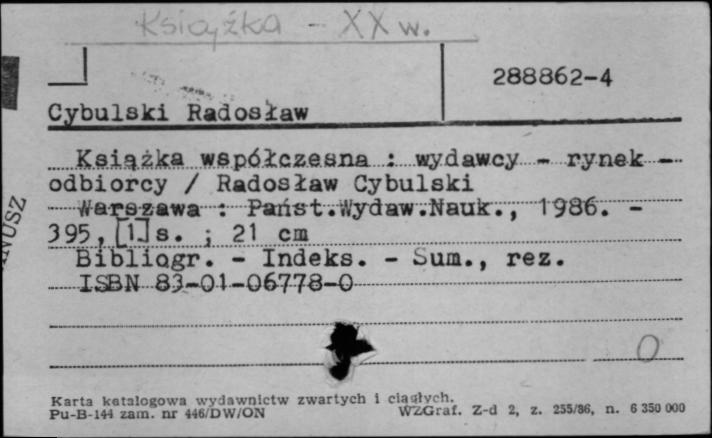 Książka - XX w.
288862-4
Cybulski Radosław
Książka współczesna : wydawcy - rynek -
odbiorcy / Radosław Cybulski
Warszawa : Państ.Wydaw.Nauk., 1986. -
395, [1] s. ; 21 cm
Bibliogr. - Indeks. - Sum., rez.
ISBN 83-01-06778-0
0
Karta katalogowa wydawnictw zwartych i ciągłych.
Pu-B-144 zam. nr 446/DW/ON WZGraf. Z-d 2, z. 255/86, n. 6 350 000